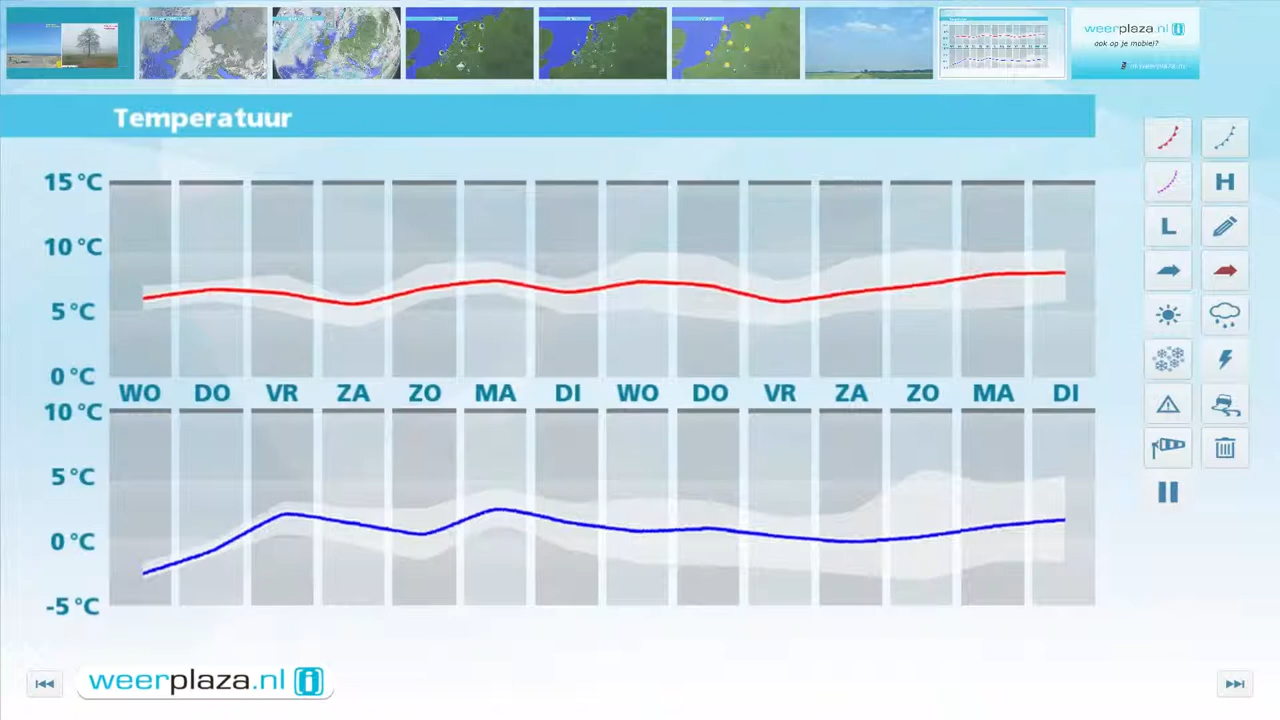 weerplaza.nl
ook op je mobiel?
Temperatuur
15 °C
10 °C
5 °C
0 °C
WO DO VR ZA ZO MA DI WO DO VR ZA ZO MA DI
10 °C
5 °C
0 °C
-5 °C
H
L
weerplaza.nl